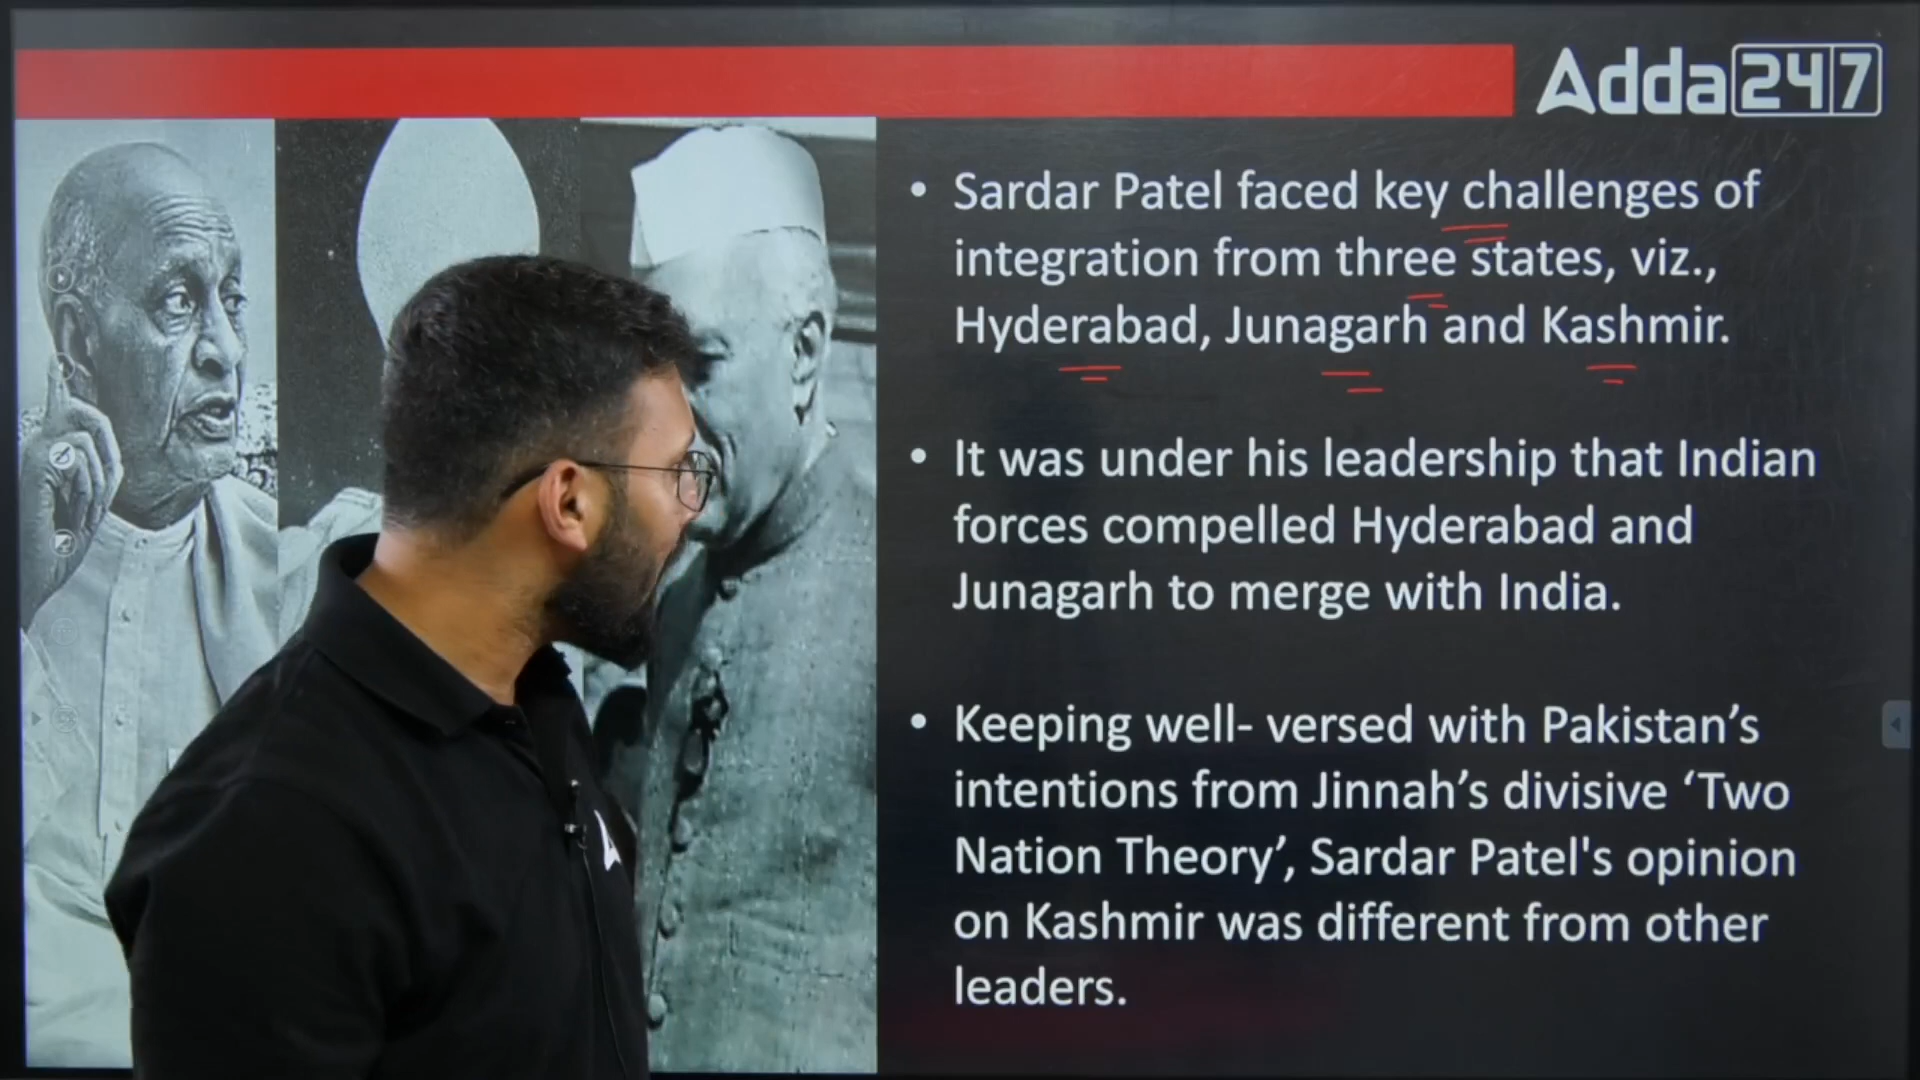 Adda247
• Sardar Patel faced key challenges of
integration from three states, viz.,
Hyderabad, Junagarh and Kashmir.
• It was under his leadership that Indian
forces compelled Hyderabad and
Junagarh to merge with India.
• Keeping well- versed with Pakistan’s
intentions from Jinnah’s divisive ‘Two
Nation Theory’, Sardar Patel's opinion
on Kashmir was different from other
leaders.